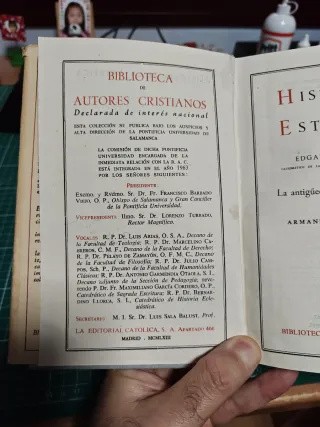 BIBLIOTECA
DE
AUTORES CRISTIANOS
Declarada de interés nacional
ESTA COLECCIÓN SE PUBLICA BAJO LOS AUSPICIOS Y
ALTA DIRECCIÓN DE LA PONTIFICIA UNIVERSIDAD DE
SALAMANCA
LA COMISIÓN DE DICHA PONTIFICIA
UNIVERSIDAD ENCARGADA DE LA
INMEDIATA RELACIÓN CON LA B. A. C.
ESTÁ INTEGRADA EN EL AÑO 1963
POR LOS SEÑORES SIGUIENTES:
PRESIDENTE:
Excmo. y Rvdmo. Sr. Dr. Fr. FRANCISCO BARBADO
VIEJO, O. P., Obispo de Salamanca y Gran Canciller
de la Pontificia Universidad.
VICEPRESIDENTE: Ilmo. Sr. Dr. LORENZO TURRADO,
Rector Magnífico.
VOCALES: R. P. Dr. LUIS ARIAS, O. S. A., Decano
de la Facultad de Teología; R. P. Dr. MARCELINO CA-
BREROS, C. M. F., Decano de la Facultad de Derecho;
R. P. Dr. PELAYO DE ZAMAYÓN, O. F. M. C., Decano
de la Facultad de Filosofía; R. P. Dr. JULIO CAM-
POS, Sch. P., Decano de la Facultad de Humanidades
Clásicas; R. P. Dr. ANTONIO GARMENDIA OTAOLA, S. I.,
Decano adjunto de la Sección de Pedagogía; reve-
rendo P. Dr. Fr. MAXIMILIANO GARCÍA CORDERO, O. P.,
Catedrático de Sagrada Escritura; R. P. Dr. BERNAR-
DINO LLORCA, S. I., Catedrático de Historia Ecle-
siástica.
SECRETARIO: M. I. Sr. Dr. LUIS SALA BALUST, Prof.
LA EDITORIAL CATOLICA, S. A. APARTADO 466
MADRID · MCMLXIII
HIS
EST
EDGA
La antigüe
ARMAN
BIBLIOTEC